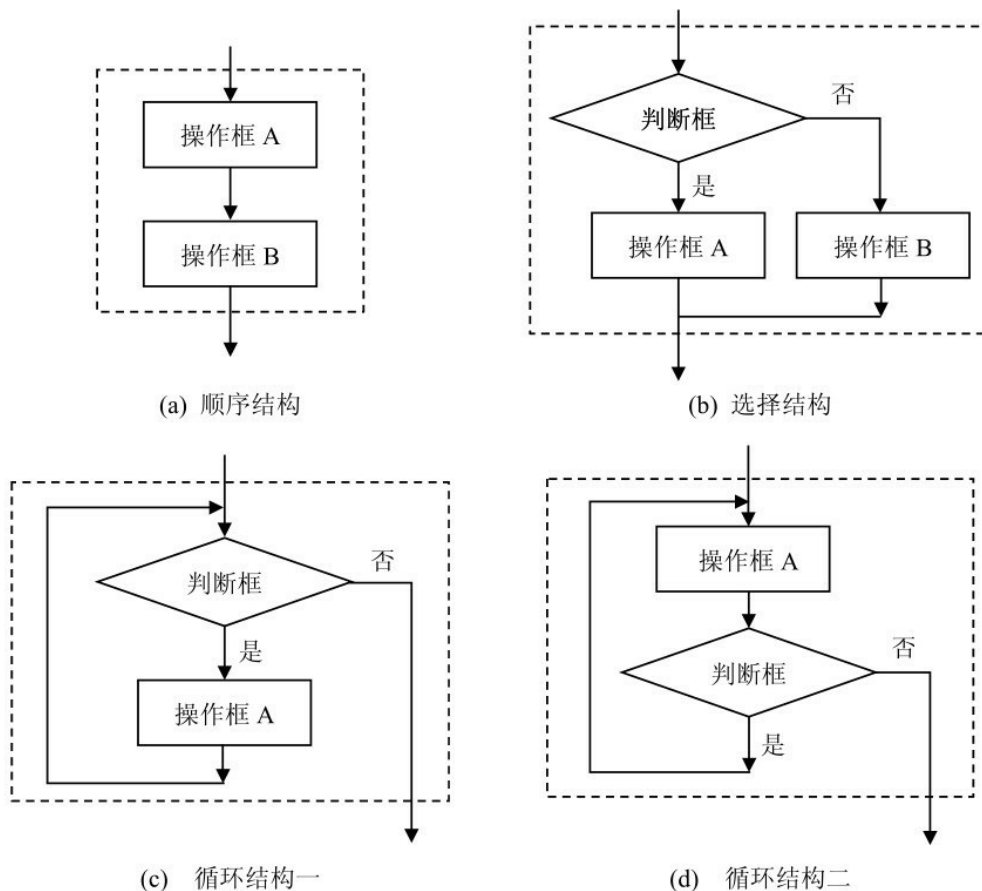 操作框 A
操作框 B
(a) 顺序结构
判断框
否
是
操作框 A
操作框 B
(b) 选择结构
判断框
否
是
操作框 A
(c) 循环结构一
操作框 A
判断框
否
是
(d) 循环结构二